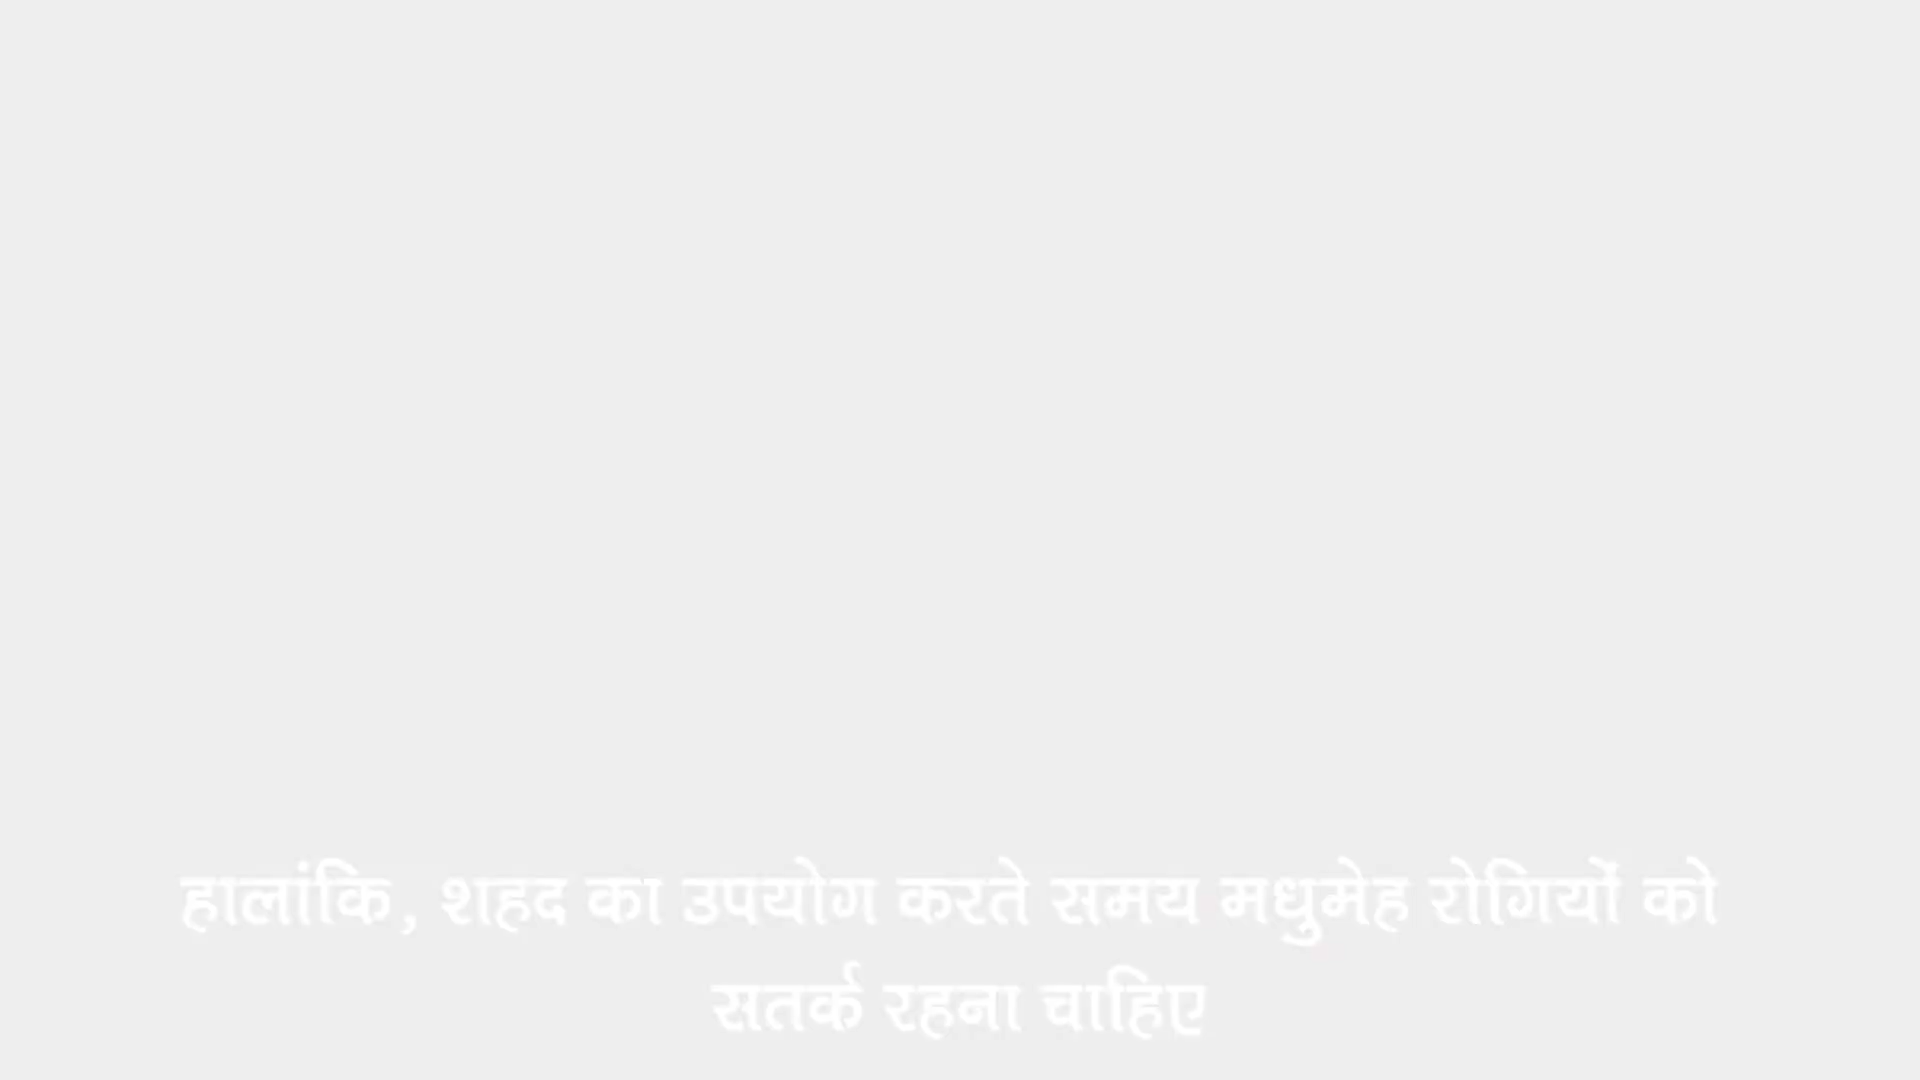 हालांकि, शहद का उपयोग करते समय मधुमेह रोगियों को
सतर्क रहना चाहिए